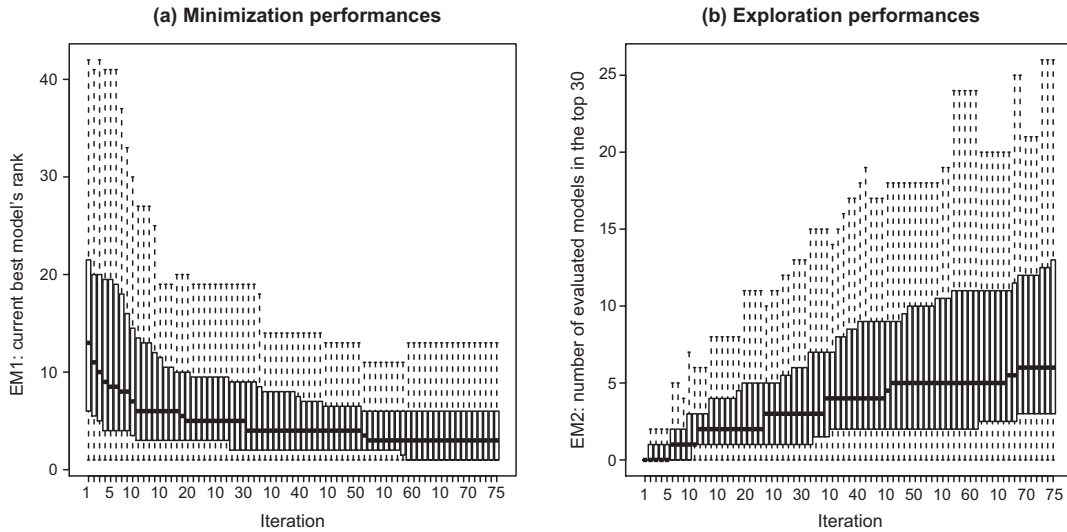 (a) Minimization performances
EM1: current best model's rank
40
30
20
10
0
1 5 10 10 20 10 30 10 40 10 50 10 60 10 70 75
Iteration
(b) Exploration performances
EM2: number of evaluated models in the top 30
25
20
15
10
5
0
1 5 10 10 20 10 30 10 40 10 50 10 60 10 70 75
Iteration